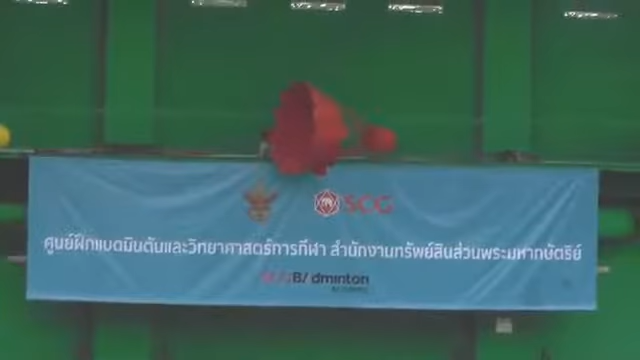 SCG
ศูนย์ฝึกแบดมินตันและวิทยาศาสตร์การกีฬา สำนักงานทรัพย์สินส่วนพระมหากษัตริย์
SCG Badminton